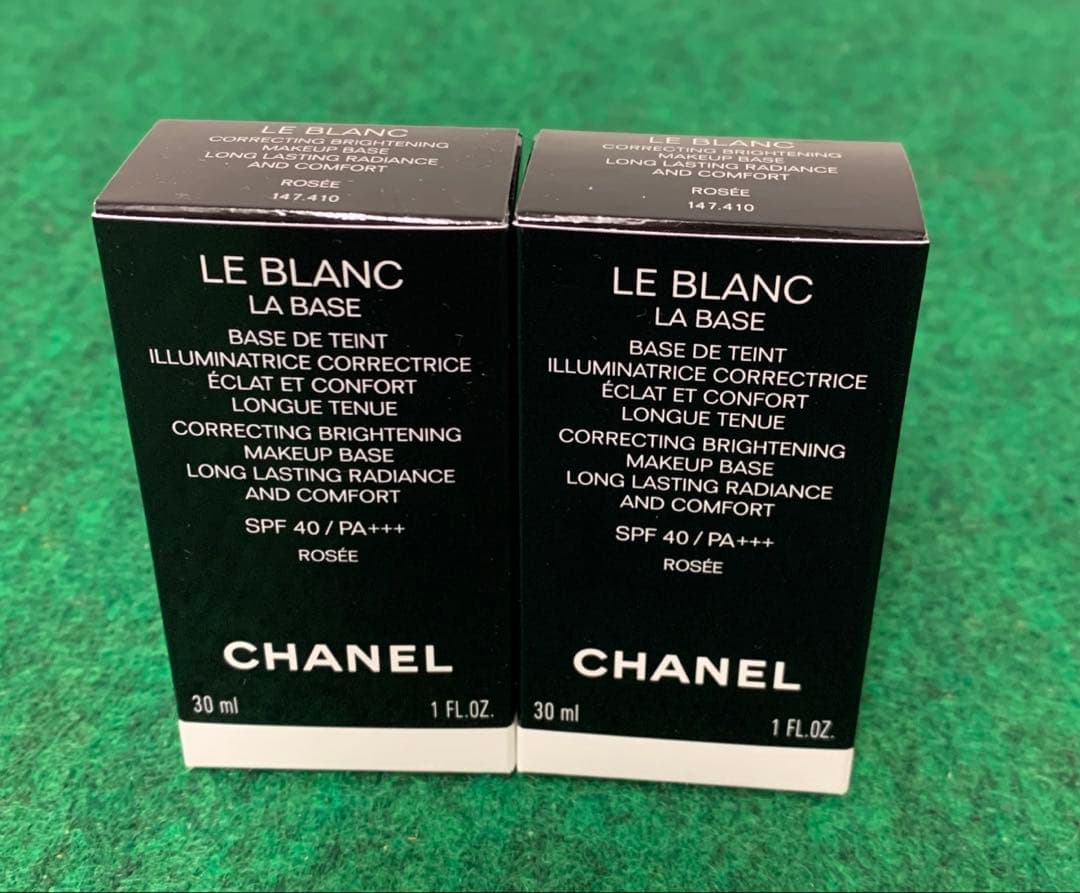 LE BLANC
CORRECTING BRIGHTENING
MAKEUP BASE
LONG LASTING RADIANCE
AND COMFORT
ROSÉE
147.410
LE BLANC
LA BASE
BASE DE TEINT
ILLUMINATRICE CORRECTRICE
ÉCLAT ET CONFORT
LONGUE TENUE
CORRECTING BRIGHTENING
MAKEUP BASE
LONG LASTING RADIANCE
AND COMFORT
SPF 40 / PA+++
ROSÉE
CHANEL
30 ml 1 FL.OZ.
LE BLANC
CORRECTING BRIGHTENING
MAKEUP BASE
LONG LASTING RADIANCE
AND COMFORT
ROSÉE
147.410
LE BLANC
LA BASE
BASE DE TEINT
ILLUMINATRICE CORRECTRICE
ÉCLAT ET CONFORT
LONGUE TENUE
CORRECTING BRIGHTENING
MAKEUP BASE
LONG LASTING RADIANCE
AND COMFORT
SPF 40 / PA+++
ROSÉE
CHANEL
30 ml 1 FL.OZ.